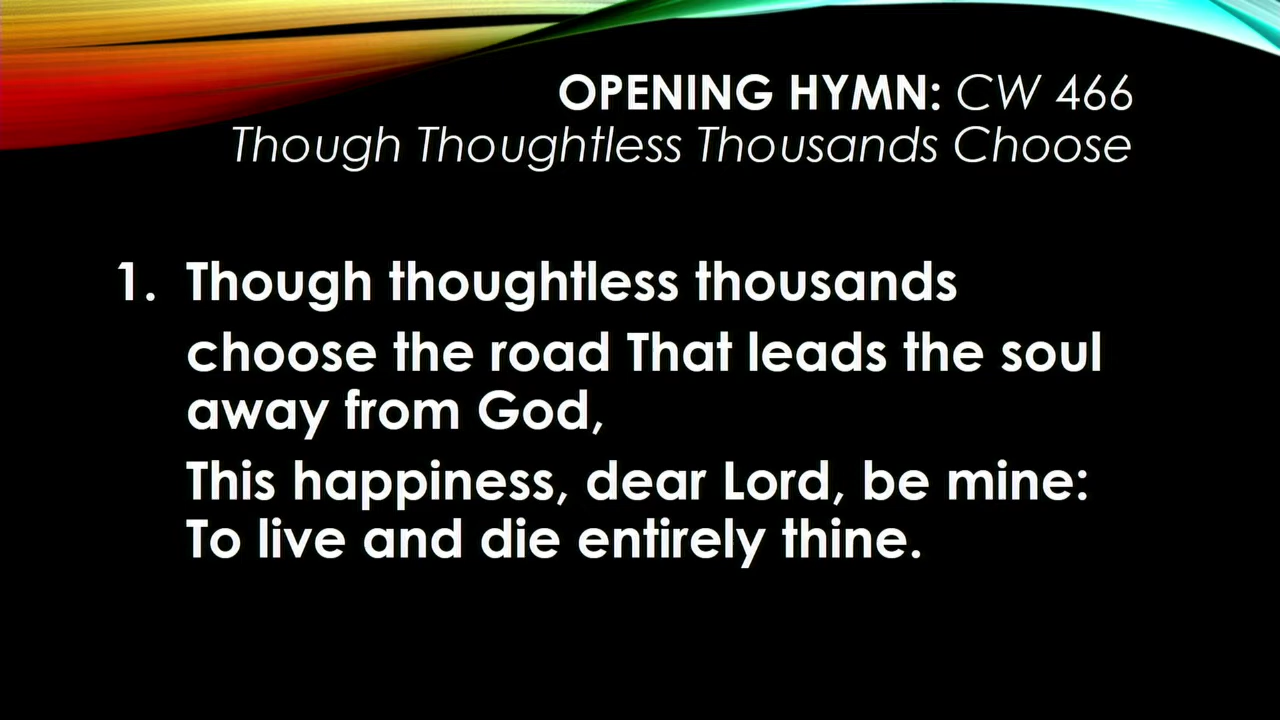 OPENING HYMN: CW 466
Though Thoughtless Thousands Choose
1. Though thoughtless thousands
choose the road That leads the soul
away from God,
This happiness, dear Lord, be mine:
To live and die entirely thine.